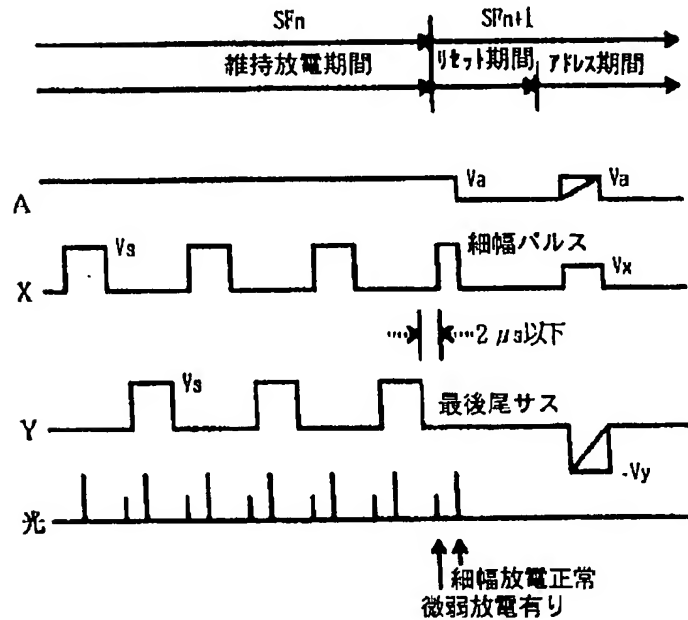 SFn
SFn+1
維持放電期間
リセット期間
アドレス期間
A
Va
Va
X
Vs
細幅パルス
Vx
2μs以下
Y
Vs
最後尾サス
-Vy
光
細幅放電正常
微弱放電有り